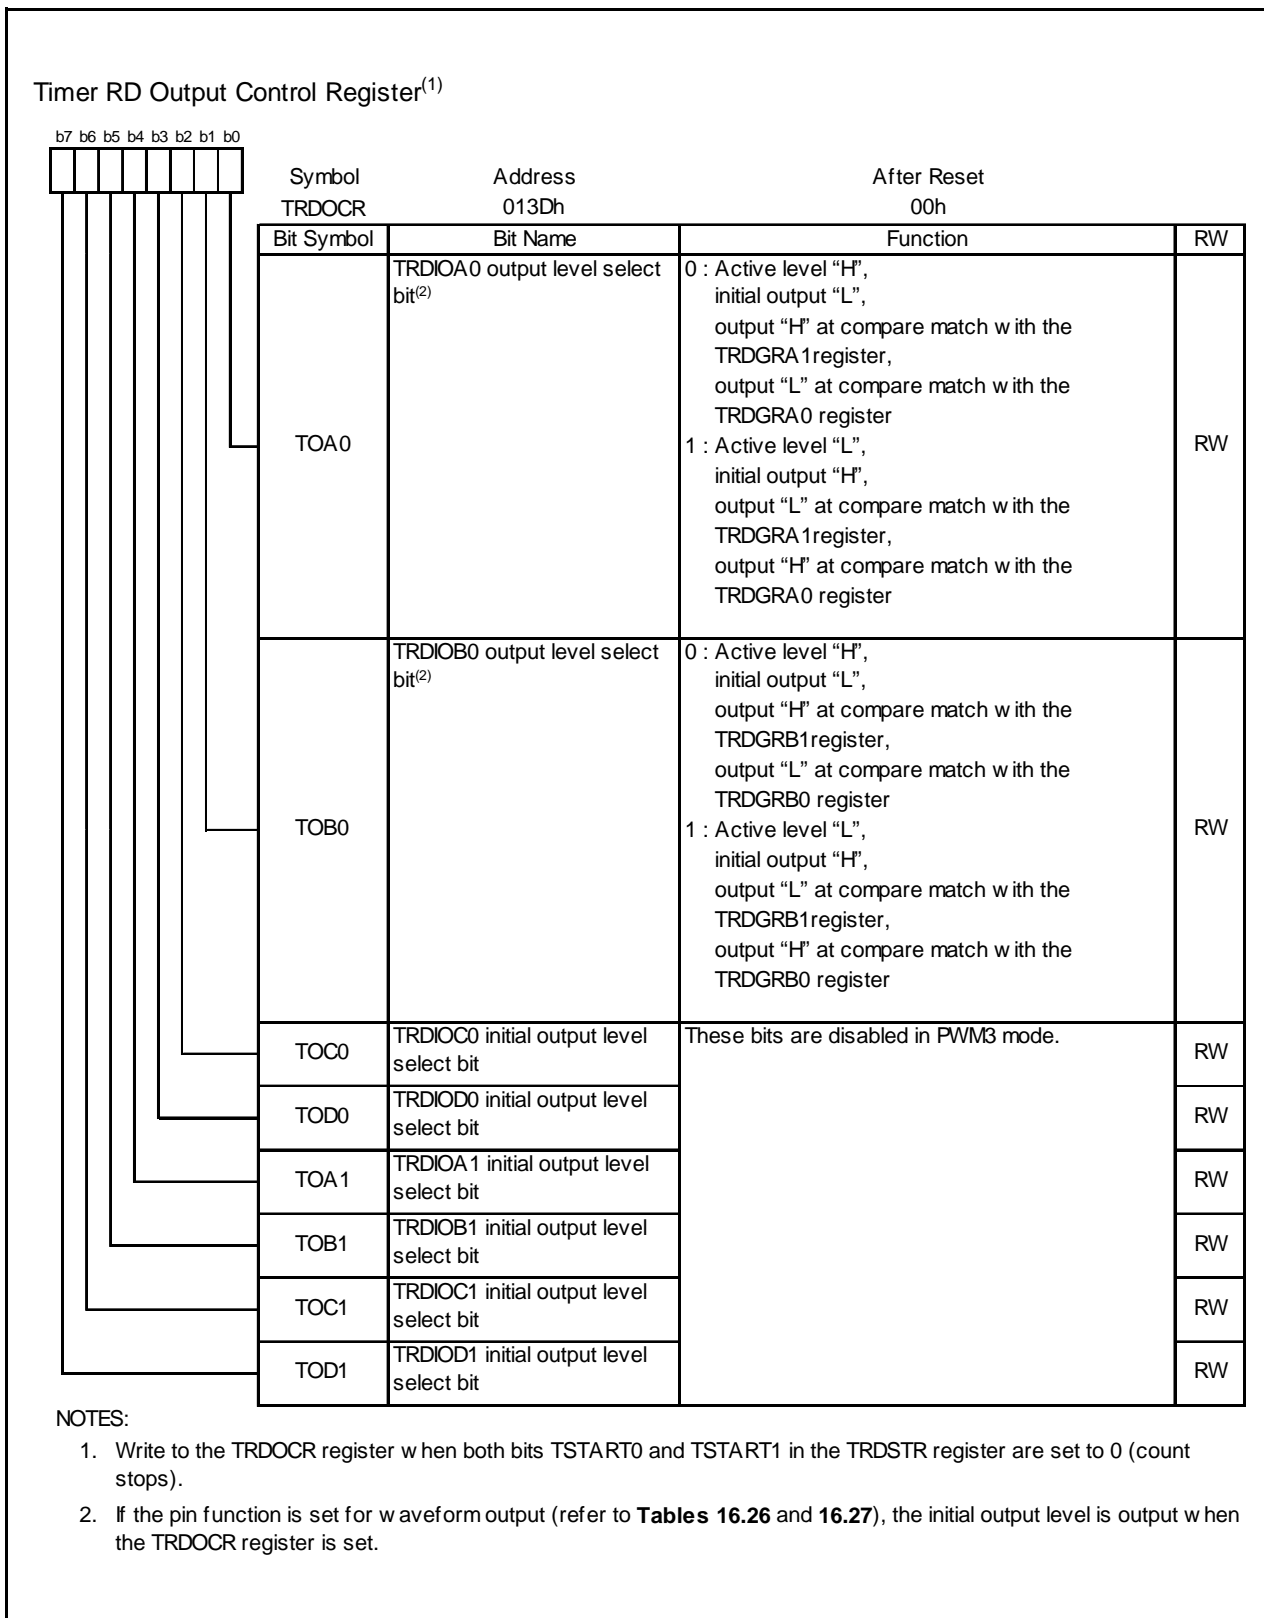 Timer RD Output Control Register(1)
b7 b6 b5 b4 b3 b2 b1 b0
Symbol Address After Reset
TRDOCR 013Dh 00h
Bit Symbol Bit Name Function RW
TOA0
TRDIOA0 output level select
bit(2)
0 : Active level “H”,
initial output “L”,
output “H” at compare match with the
TRDGRA1register,
output “L” at compare match with the
TRDGRA0 register
1 : Active level “L”,
initial output “H”,
output “L” at compare match with the
TRDGRA1register,
output “H” at compare match with the
TRDGRA0 register
RW
TOB0
TRDIOB0 output level select
bit(2)
0 : Active level “H”,
initial output “L”,
output “H” at compare match with the
TRDGRB1register,
output “L” at compare match with the
TRDGRB0 register
1 : Active level “L”,
initial output “H”,
output “L” at compare match with the
TRDGRB1register,
output “H” at compare match with the
TRDGRB0 register
RW
TOC0
TRDIOC0 initial output level
select bit
These bits are disabled in PWM3 mode.
RW
TOD0
TRDIOD0 initial output level
select bit
RW
TOA1
TRDIOA1 initial output level
select bit
RW
TOB1
TRDIOB1 initial output level
select bit
RW
TOC1
TRDIOC1 initial output level
select bit
RW
TOD1
TRDIOD1 initial output level
select bit
RW
NOTES:
1. Write to the TRDOCR register when both bits TSTART0 and TSTART1 in the TRDSTR register are set to 0 (count
stops).
2. If the pin function is set for waveform output (refer to Tables 16.26 and 16.27), the initial output level is output when
the TRDOCR register is set.